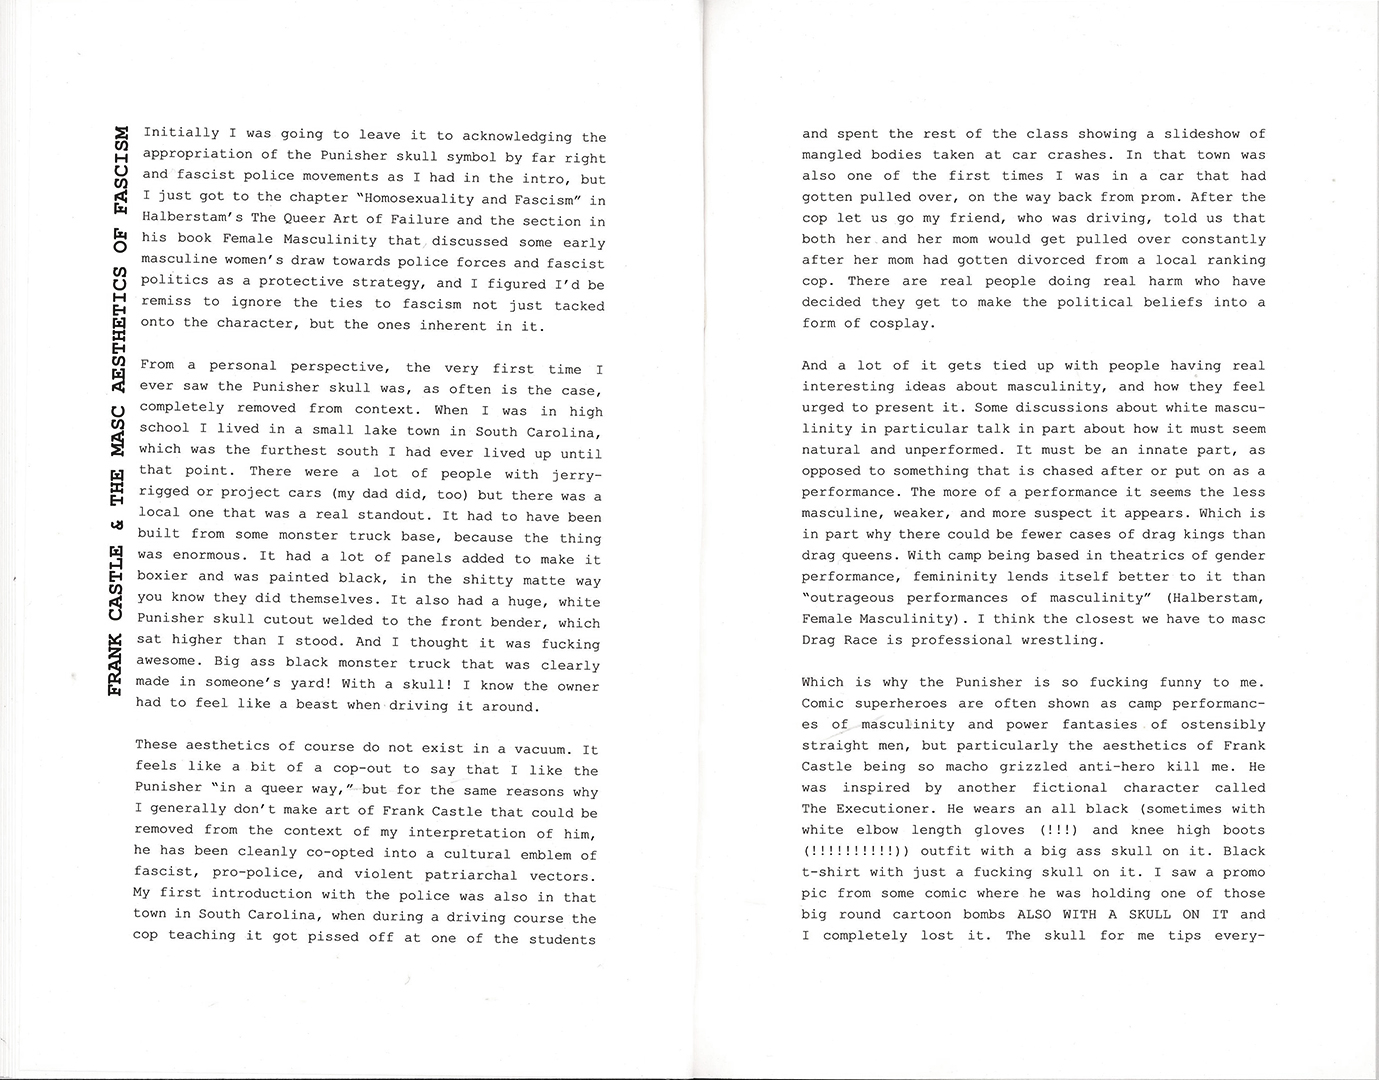 FRANK CASTLE & THE MASC AESTHETICS OF FASCISM
Initially I was going to leave it to acknowledging the
appropriation of the Punisher skull symbol by far right
and fascist police movements as I had in the intro, but
I just got to the chapter “Homosexuality and Fascism” in
Halberstam’s The Queer Art of Failure and the section in
his book Female Masculinity that discussed some early
masculine women’s draw towards police forces and fascist
politics as a protective strategy, and I figured I’d be
remiss to ignore the ties to fascism not just tacked
onto the character, but the ones inherent in it.
From a personal perspective, the very first time I
ever saw the Punisher skull was, as often is the case,
completely removed from context. When I was in high
school I lived in a small lake town in South Carolina,
which was the furthest south I had ever lived up until
that point. There were a lot of people with jerry-
rigged or project cars (my dad did, too) but there was a
local one that was a real standout. It had to have been
built from some monster truck base, because the thing
was enormous. It had a lot of panels added to make it
boxier and was painted black, in the shitty matte way
you know they did themselves. It also had a huge, white
Punisher skull cutout welded to the front bender, which
sat higher than I stood. And I thought it was fucking
awesome. Big ass black monster truck that was clearly
made in someone’s yard! With a skull! I know the owner
had to feel like a beast when driving it around.
These aesthetics of course do not exist in a vacuum. It
feels like a bit of a cop-out to say that I like the
Punisher “in a queer way,” but for the same reasons why
I generally don’t make art of Frank Castle that could be
removed from the context of my interpretation of him,
he has been cleanly co-opted into a cultural emblem of
fascist, pro-police, and violent patriarchal vectors.
My first introduction with the police was also in that
town in South Carolina, when during a driving course the
cop teaching it got pissed off at one of the students
and spent the rest of the class showing a slideshow of
mangled bodies taken at car crashes. In that town was
also one of the first times I was in a car that had
gotten pulled over, on the way back from prom. After the
cop let us go my friend, who was driving, told us that
both her and her mom would get pulled over constantly
after her mom had gotten divorced from a local ranking
cop. There are real people doing real harm who have
decided they get to make the political beliefs into a
form of cosplay.
And a lot of it gets tied up with people having real
interesting ideas about masculinity, and how they feel
urged to present it. Some discussions about white mascu-
linity in particular talk in part about how it must seem
natural and unperformed. It must be an innate part, as
opposed to something that is chased after or put on as a
performance. The more of a performance it seems the less
masculine, weaker, and more suspect it appears. Which is
in part why there could be fewer cases of drag kings than
drag queens. With camp being based in theatrics of gender
performance, femininity lends itself better to it than
“outrageous performances of masculinity” (Halberstam,
Female Masculinity). I think the closest we have to masc
Drag Race is professional wrestling.
Which is why the Punisher is so fucking funny to me.
Comic superheroes are often shown as camp performanc-
es of masculinity and power fantasies of ostensibly
straight men, but particularly the aesthetics of Frank
Castle being so macho grizzled anti-hero kill me. He
was inspired by another fictional character called
The Executioner. He wears an all black (sometimes with
white elbow length gloves (!!!) and knee high boots
(!!!!!!!!!!)) outfit with a big ass skull on it. Black
t-shirt with just a fucking skull on it. I saw a promo
pic from some comic where he was holding one of those
big round cartoon bombs ALSO WITH A SKULL ON IT and
I completely lost it. The skull for me tips every-